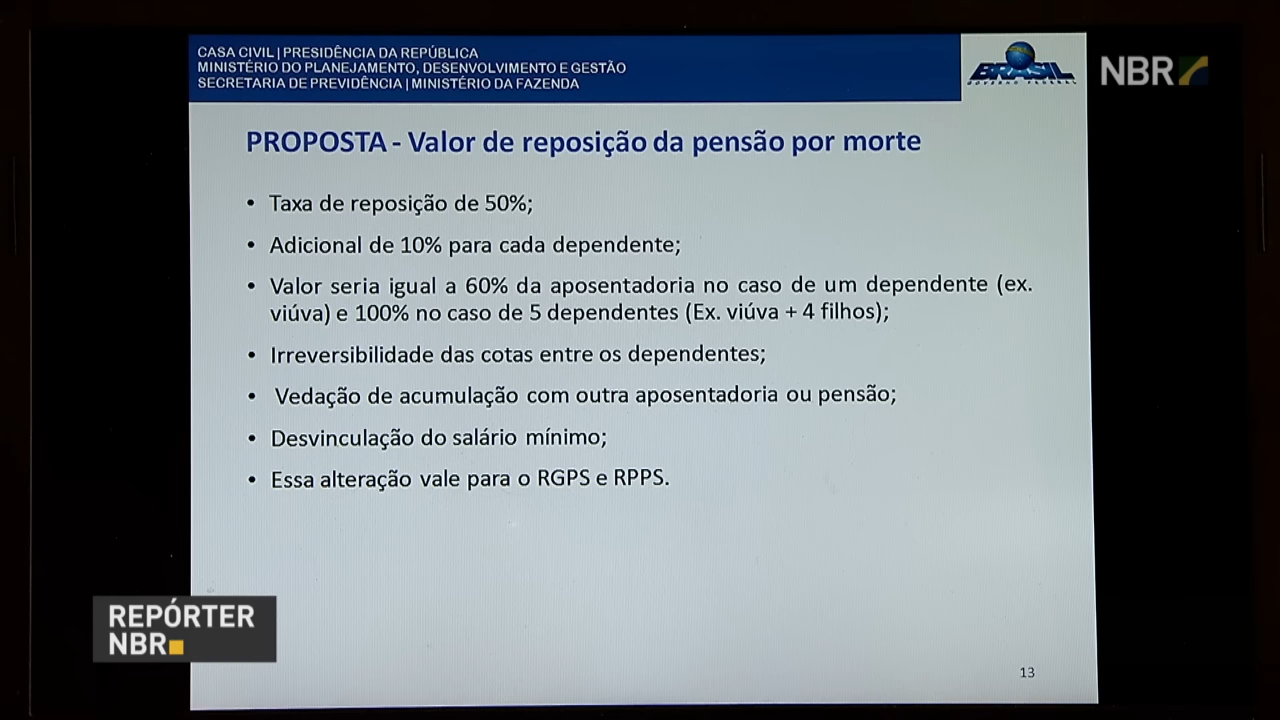 CASA CIVIL | PRESIDÊNCIA DA REPÚBLICA
MINISTÉRIO DO PLANEJAMENTO, DESENVOLVIMENTO E GESTÃO
SECRETARIA DE PREVIDÊNCIA | MINISTÉRIO DA FAZENDA
BRASIL
GOVERNO FEDERAL
NBR
PROPOSTA - Valor de reposição da pensão por morte
• Taxa de reposição de 50%;
• Adicional de 10% para cada dependente;
• Valor seria igual a 60% da aposentadoria no caso de um dependente (ex.
viúva) e 100% no caso de 5 dependentes (Ex. viúva + 4 filhos);
• Irreversibilidade das cotas entre os dependentes;
• Vedação de acumulação com outra aposentadoria ou pensão;
• Desvinculação do salário mínimo;
• Essa alteração vale para o RGPS e RPPS.
REPÓRTER
NBR
13